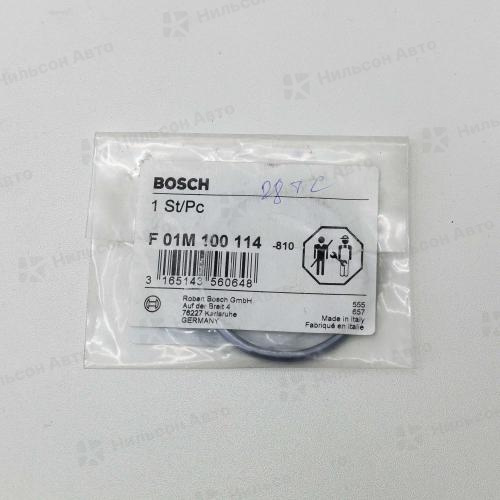 BOSCH
28 т с
1 St/Pc
F 01M 100 114 -810
3 165143 560648
Robert Bosch GmbH
Auf der Breit 4
76227 Karlsruhe
GERMANY
555
657
Made in Italy
Fabriqué en Italie
Нильсон Авто